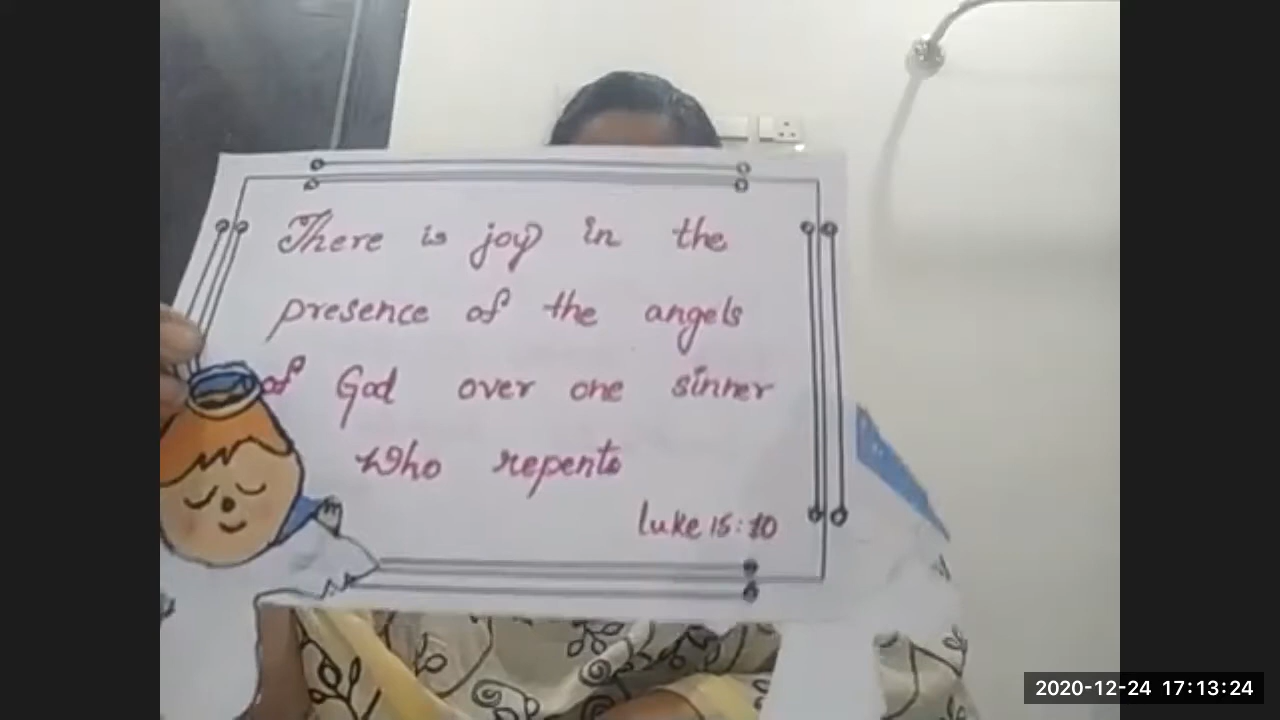 There is joy in the
presence of the angels
of God over one sinner
who repents
luke 15:10
2020-12-24 17:13:24